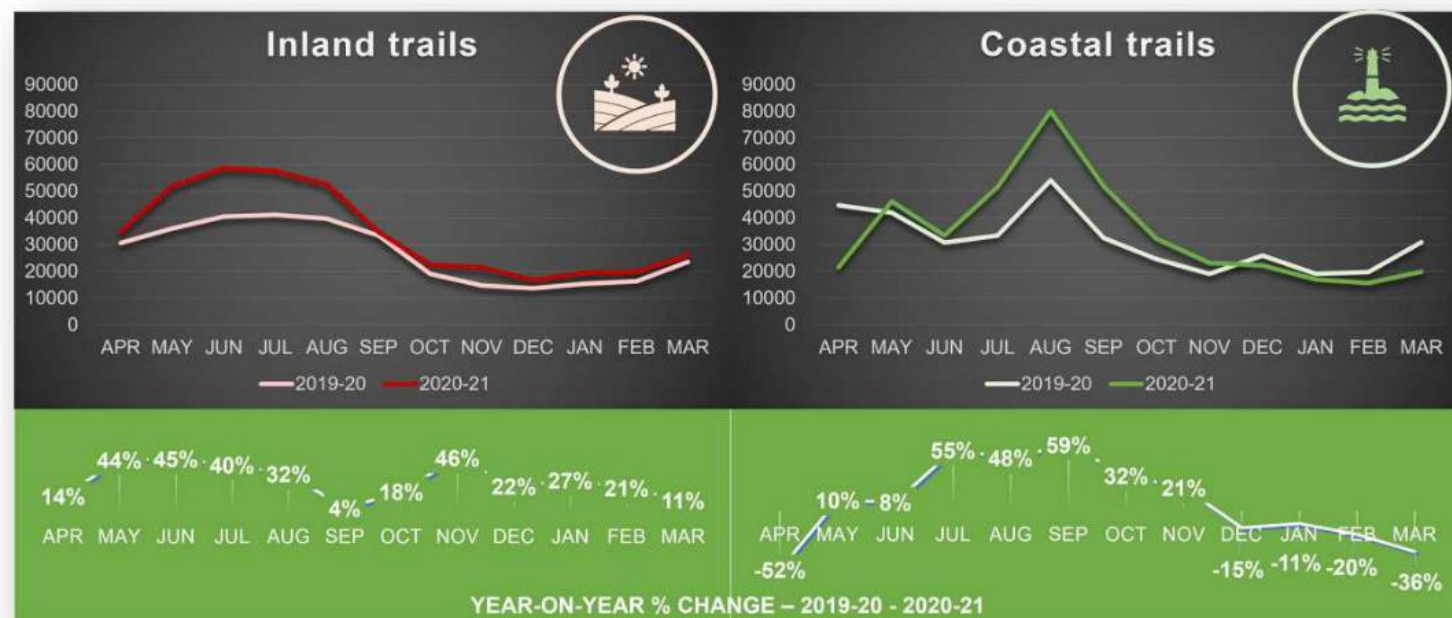 Inland trails
90000
80000
70000
60000
50000
40000
30000
20000
10000
0
APR MAY JUN JUL AUG SEP OCT NOV DEC JAN FEB MAR
2019-20 2020-21
Coastal trails
90000
80000
70000
60000
50000
40000
30000
20000
10000
0
APR MAY JUN JUL AUG SEP OCT NOV DEC JAN FEB MAR
2019-20 2020-21
14% 44% 45% 40% 32% 4% 18% 46% 22% 27% 21% 11%
APR MAY JUN JUL AUG SEP OCT NOV DEC JAN FEB MAR
-52% 10% 8% 55% 48% 59% 32% 21% -15% -11% -20% -36%
APR MAY JUN JUL AUG SEP OCT NOV DEC JAN FEB MAR
YEAR-ON-YEAR % CHANGE – 2019-20 - 2020-21